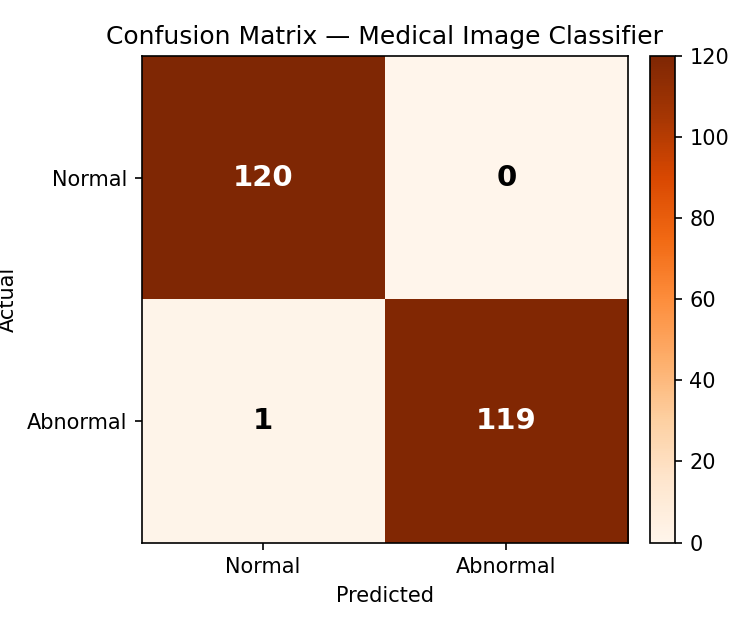 Confusion Matrix — Medical Image Classifier
120
100
80
60
40
20
0
Actual
Normal
120 0
Abnormal
1 119
Normal Abnormal
Predicted